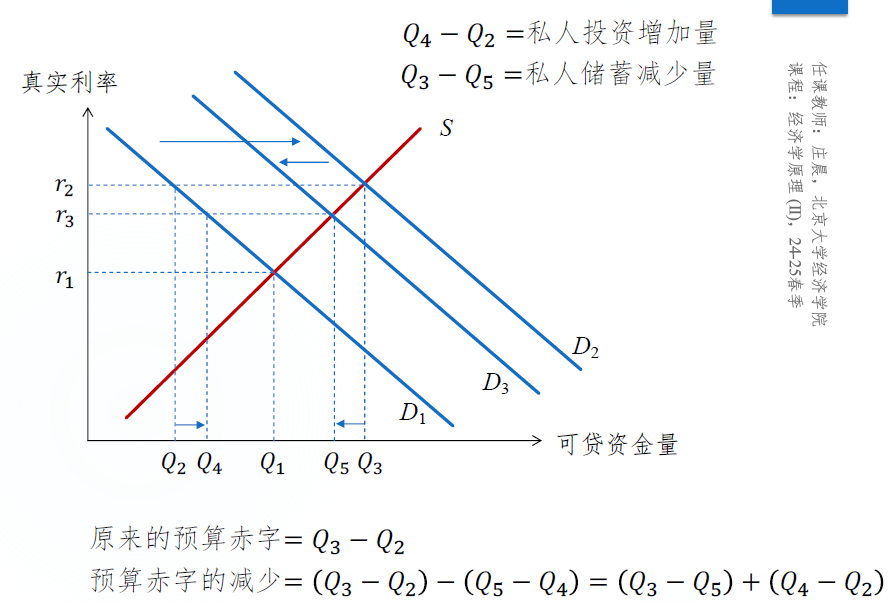 Q₄ − Q₂ =私人投资增加量
Q₃ − Q₅ =私人储蓄减少量
真实利率
任课教师：庄晨，北京大学经济学院
课程：经济学原理(II)，24-25春季
S
r₂
r₃
r₁
D₂
D₃
D₁
Q₂ Q₄ Q₁ Q₅ Q₃
可贷资金量
原来的预算赤字= Q₃ − Q₂
预算赤字的减少= (Q₃ − Q₂) − (Q₅ − Q₄) = (Q₃ − Q₅) + (Q₄ − Q₂)